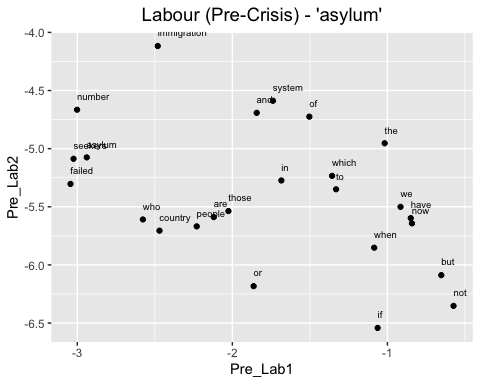 Labour (Pre-Crisis) - 'asylum'
-4.0
immigration
system
number
and
of
-4.5
the
-5.0
seekers
asylum
failed
in
which
to
Pre_Lab2
those
we
are
have
-5.5
who
people
now
country
when
-6.0
or
but
not
if
-6.5
-3
-2
-1
Pre_Lab1